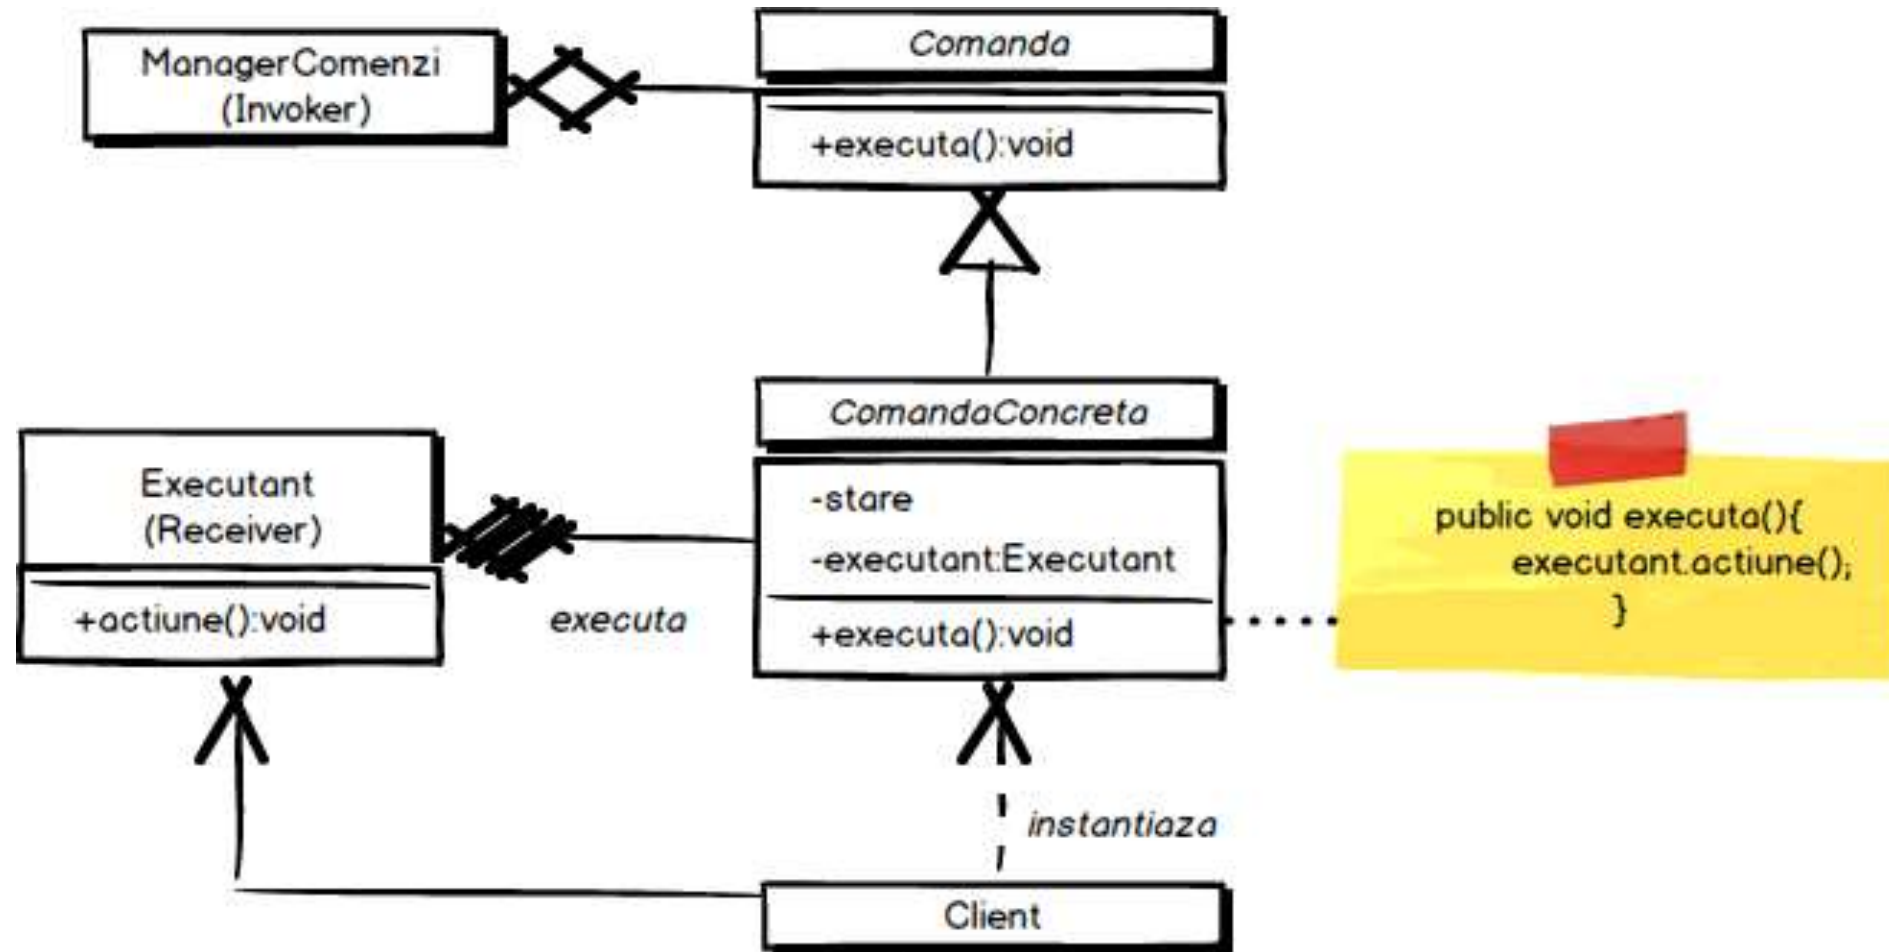 ManagerComenzi
(Invoker)
Comanda
+executa():void
Executant
(Receiver)
+actiune():void
executa
ComandaConcreta
-stare
-executant:Executant
+executa():void
public void executa(){
executant.actiune();
}
instantiaza
Client